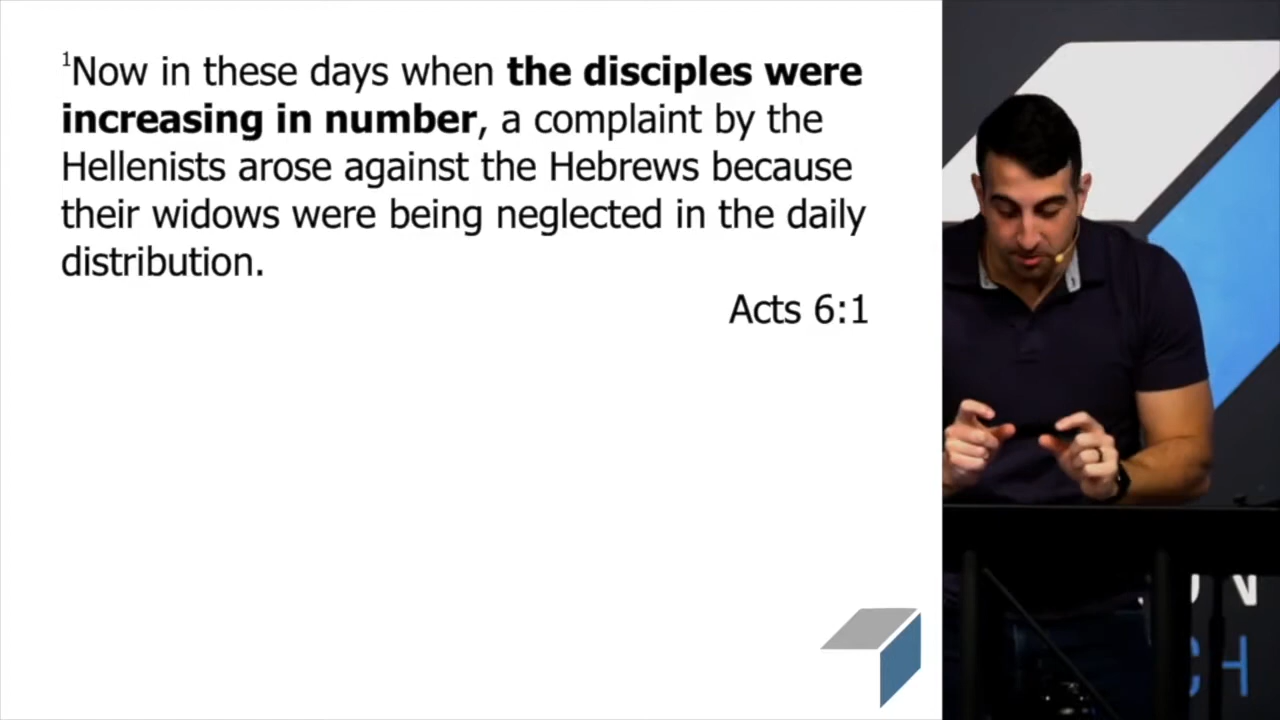 ¹Now in these days when the disciples were
increasing in number, a complaint by the
Hellenists arose against the Hebrews because
their widows were being neglected in the daily
distribution.
Acts 6:1